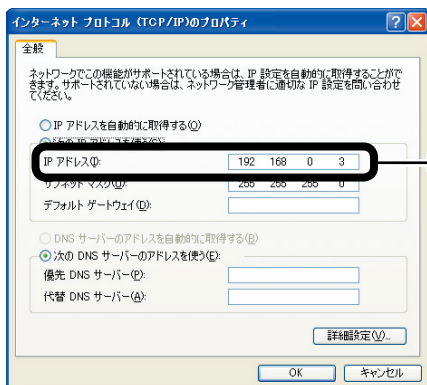 インターネット プロトコル (TCP/IP)のプロパティ
全般
ネットワークでこの機能がサポートされている場合は、IP 設定を自動的に取得することがで
きます。サポートされていない場合は、ネットワーク管理者に適切な IP 設定を問い合わせ
てください。
IP アドレスを自動的に取得する(O)
次の IP アドレスを使う(S):
IP アドレス(I): 192 168 0 3
サブネット マスク(U): 255 255 255 0
デフォルト ゲートウェイ(D):
DNS サーバーのアドレスを自動的に取得する(B)
次の DNS サーバーのアドレスを使う(E):
優先 DNS サーバー(P):
代替 DNS サーバー(A):
詳細設定(V)...
OK キャンセル